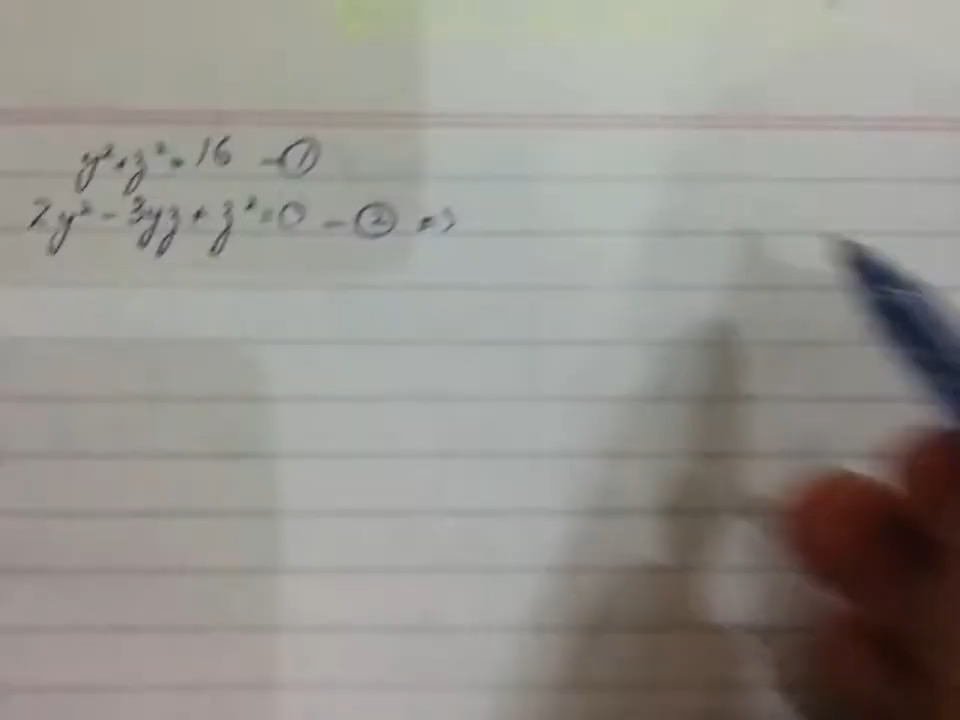 y² + z² = 16 - ①
2y² - 3yz + z² = 0 - ② =>